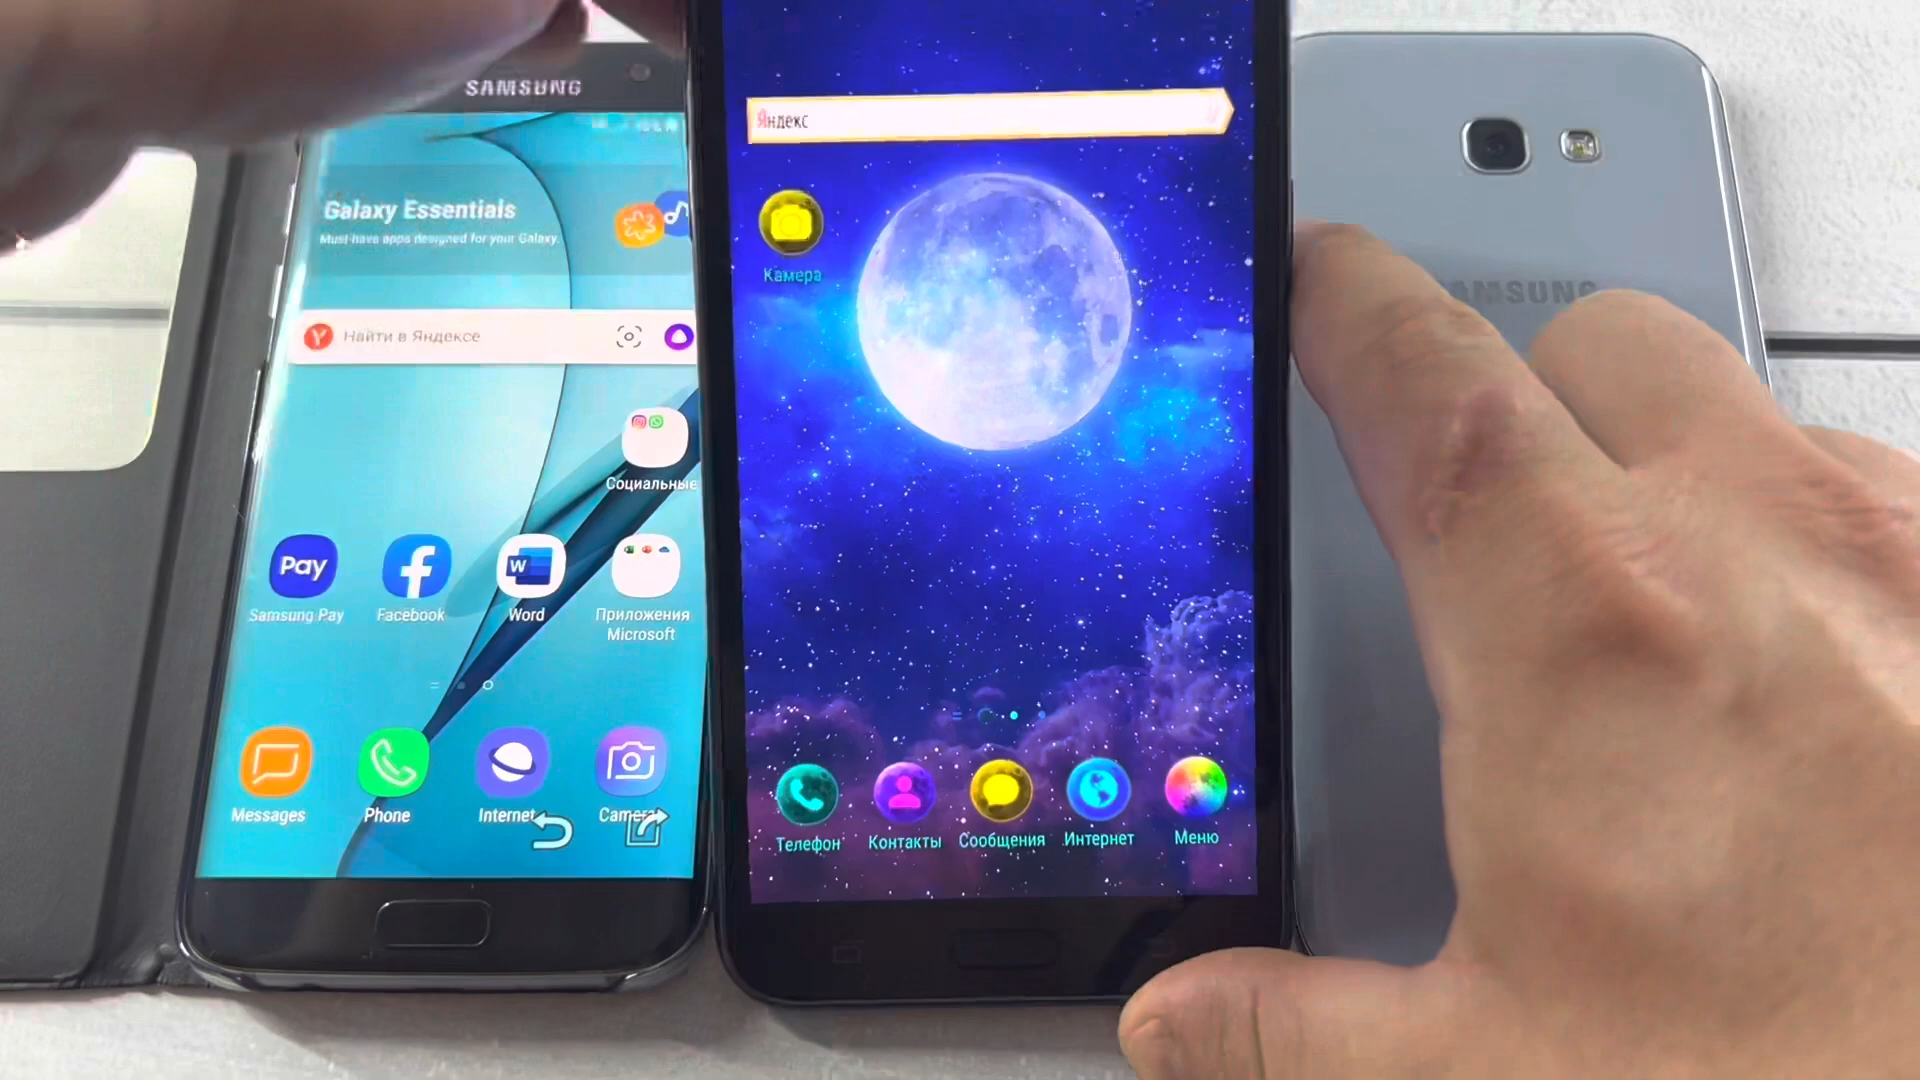 SAMSUNG
Galaxy Essentials
Must-have apps designed for your Galaxy.
Найти в Яндексе
Социальные
Pay
W
Samsung Pay
Facebook
Word
Приложения
Microsoft
Messages
Phone
Internet
Camera
Яндекс
Камера
Телефон
Контакты
Сообщения
Интернет
Меню
SAMSUNG